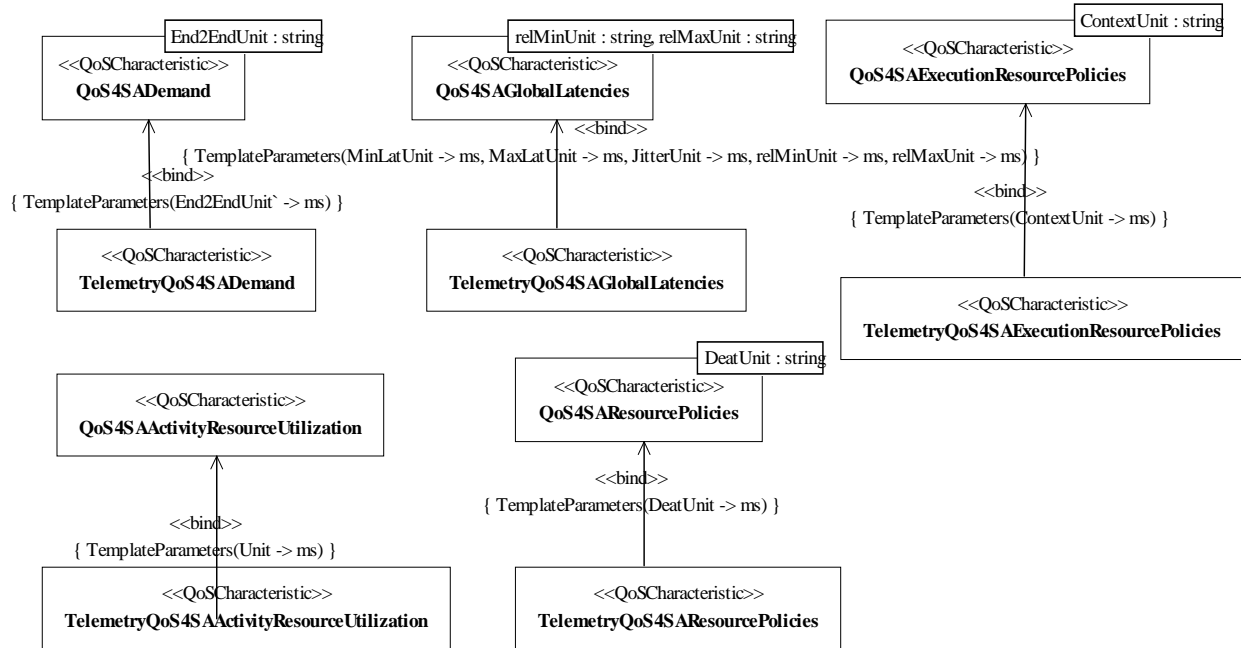 End2EndUnit : string
<<QoSCharacteristic>>
QoS4SADemand
relMinUnit : string, relMaxUnit : string
<<QoSCharacteristic>>
QoS4SAGlobalLatencies
ContextUnit : string
<<QoSCharacteristic>>
QoS4SAExecutionResourcePolicies
<<bind>>
{ TemplateParameters(MinLatUnit -> ms, MaxLatUnit -> ms, JitterUnit -> ms, relMinUnit -> ms, relMaxUnit -> ms) }
<<bind>>
{ TemplateParameters(End2EndUnit` -> ms) }
<<bind>>
{ TemplateParameters(ContextUnit -> ms) }
<<QoSCharacteristic>>
TelemetryQoS4SADemand
<<QoSCharacteristic>>
TelemetryQoS4SAGlobalLatencies
<<QoSCharacteristic>>
TelemetryQoS4SAExecutionResourcePolicies
<<QoSCharacteristic>>
QoS4SAActivityResourceUtilization
DeatUnit : string
<<QoSCharacteristic>>
QoS4SAResourcePolicies
<<bind>>
{ TemplateParameters(Unit -> ms) }
<<bind>>
{ TemplateParameters(DeatUnit -> ms) }
<<QoSCharacteristic>>
TelemetryQoS4SAActivityResourceUtilization
<<QoSCharacteristic>>
TelemetryQoS4SAResourcePolicies